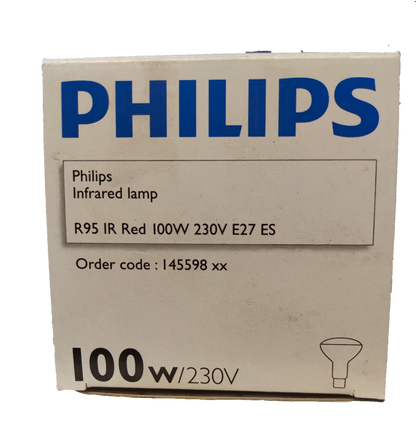 PHILIPS
Philips
Infrared lamp
R95 IR Red 100W 230V E27 ES
Order code : 145598 xx
100w/230V